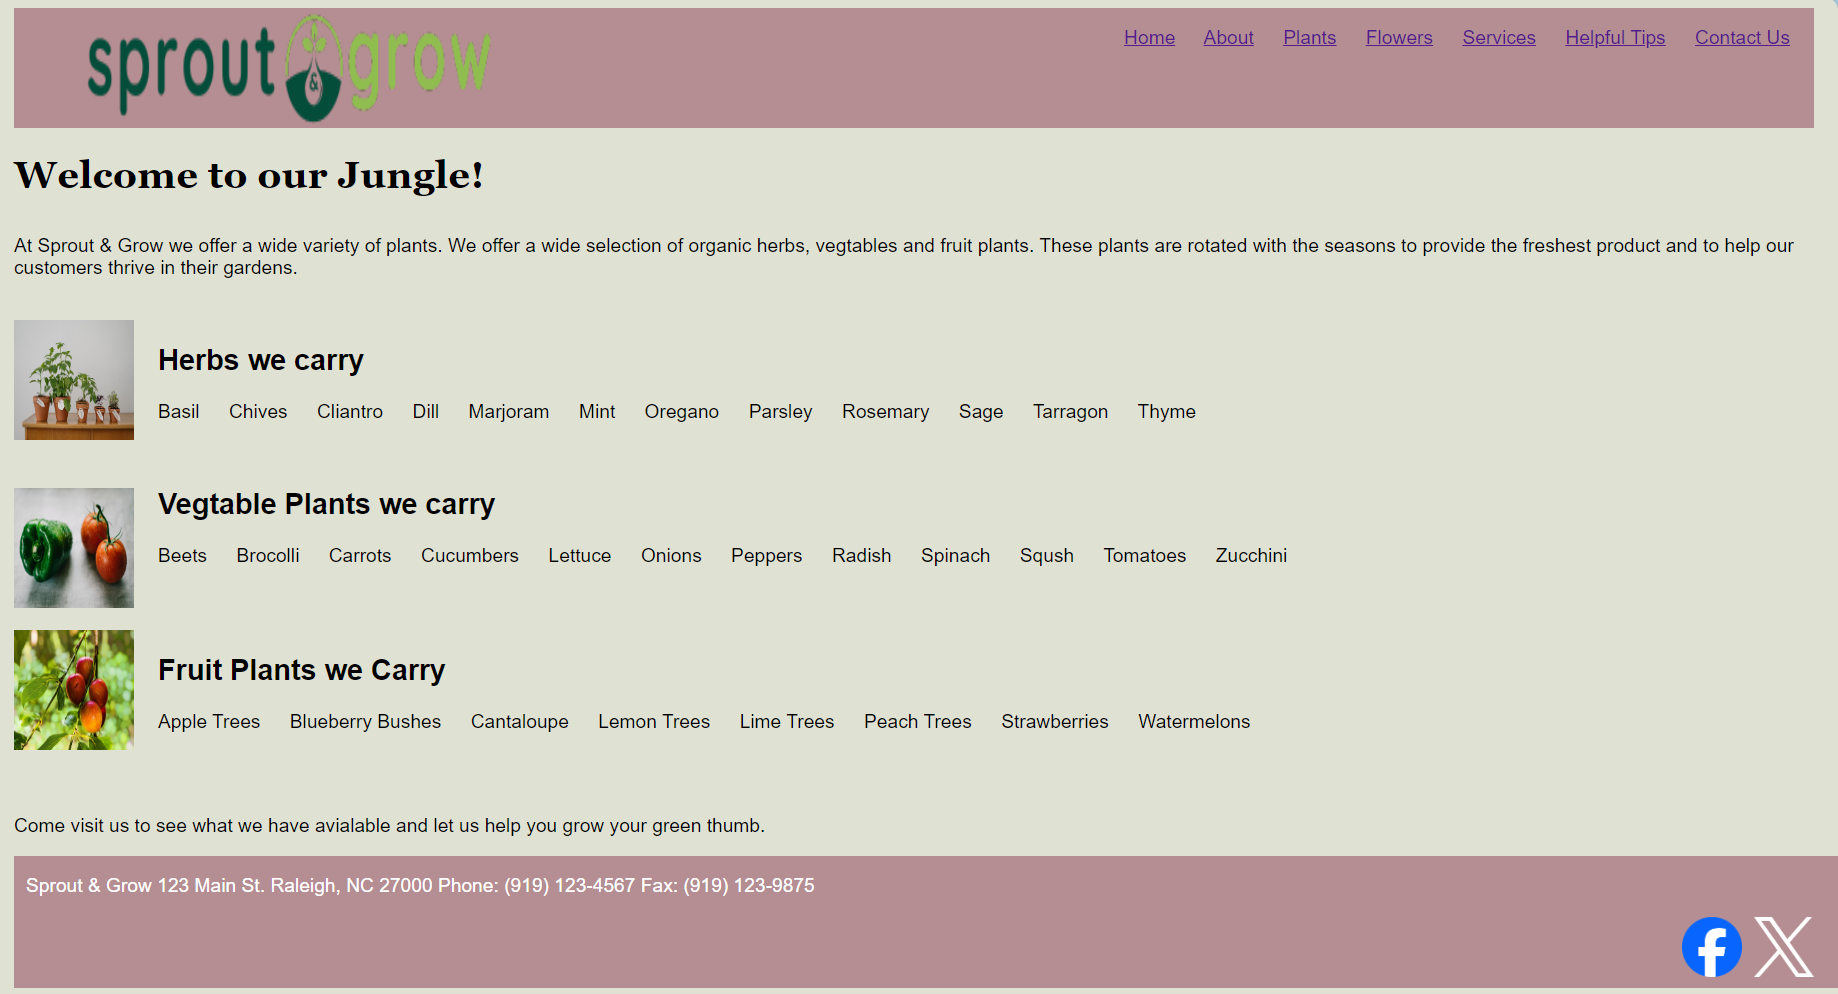 sprout & grow
Home About Plants Flowers Services Helpful Tips Contact Us
Welcome to our Jungle!
At Sprout & Grow we offer a wide variety of plants. We offer a wide selection of organic herbs, vegtables and fruit plants. These plants are rotated with the seasons to provide the freshest product and to help our
customers thrive in their gardens.
Herbs we carry
Basil Chives Cliantro Dill Marjoram Mint Oregano Parsley Rosemary Sage Tarragon Thyme
Vegtable Plants we carry
Beets Brocolli Carrots Cucumbers Lettuce Onions Peppers Radish Spinach Sqush Tomatoes Zucchini
Fruit Plants we Carry
Apple Trees Blueberry Bushes Cantaloupe Lemon Trees Lime Trees Peach Trees Strawberries Watermelons
Come visit us to see what we have avialable and let us help you grow your green thumb.
Sprout & Grow 123 Main St. Raleigh, NC 27000 Phone: (919) 123-4567 Fax: (919) 123-9875